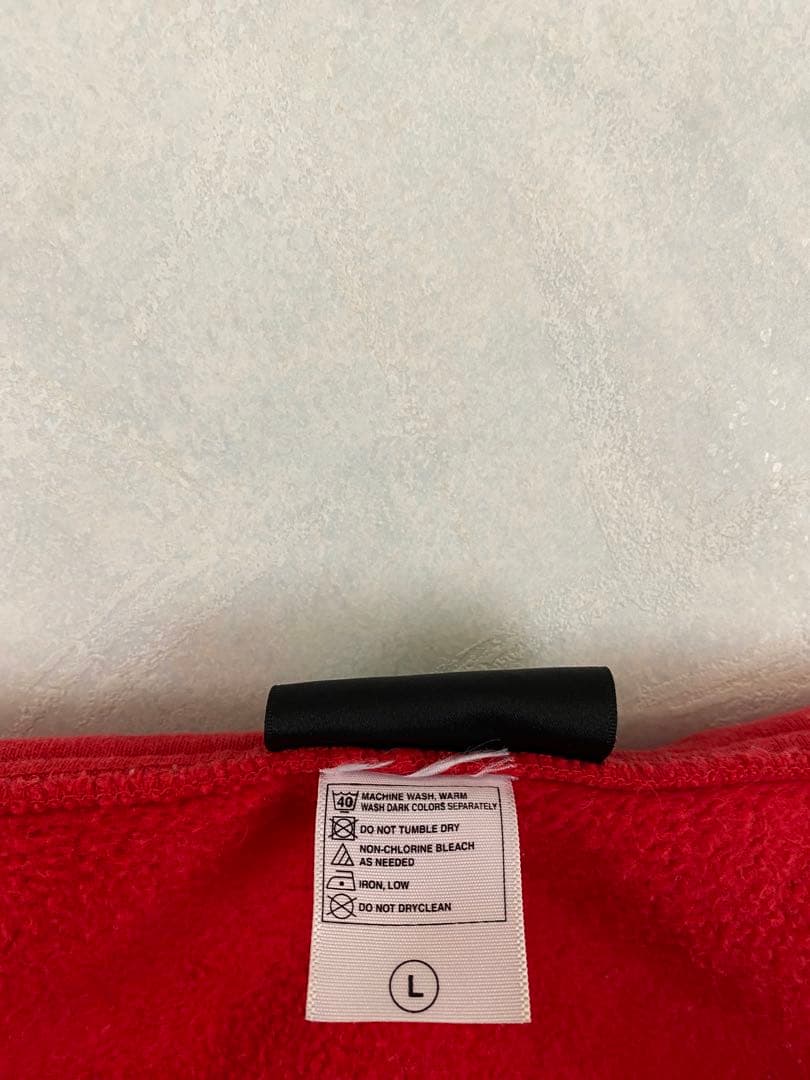 40 MACHINE WASH, WARM
WASH DARK COLORS SEPARATELY
DO NOT TUMBLE DRY
NON-CHLORINE BLEACH
AS NEEDED
IRON, LOW
DO NOT DRYCLEAN
L